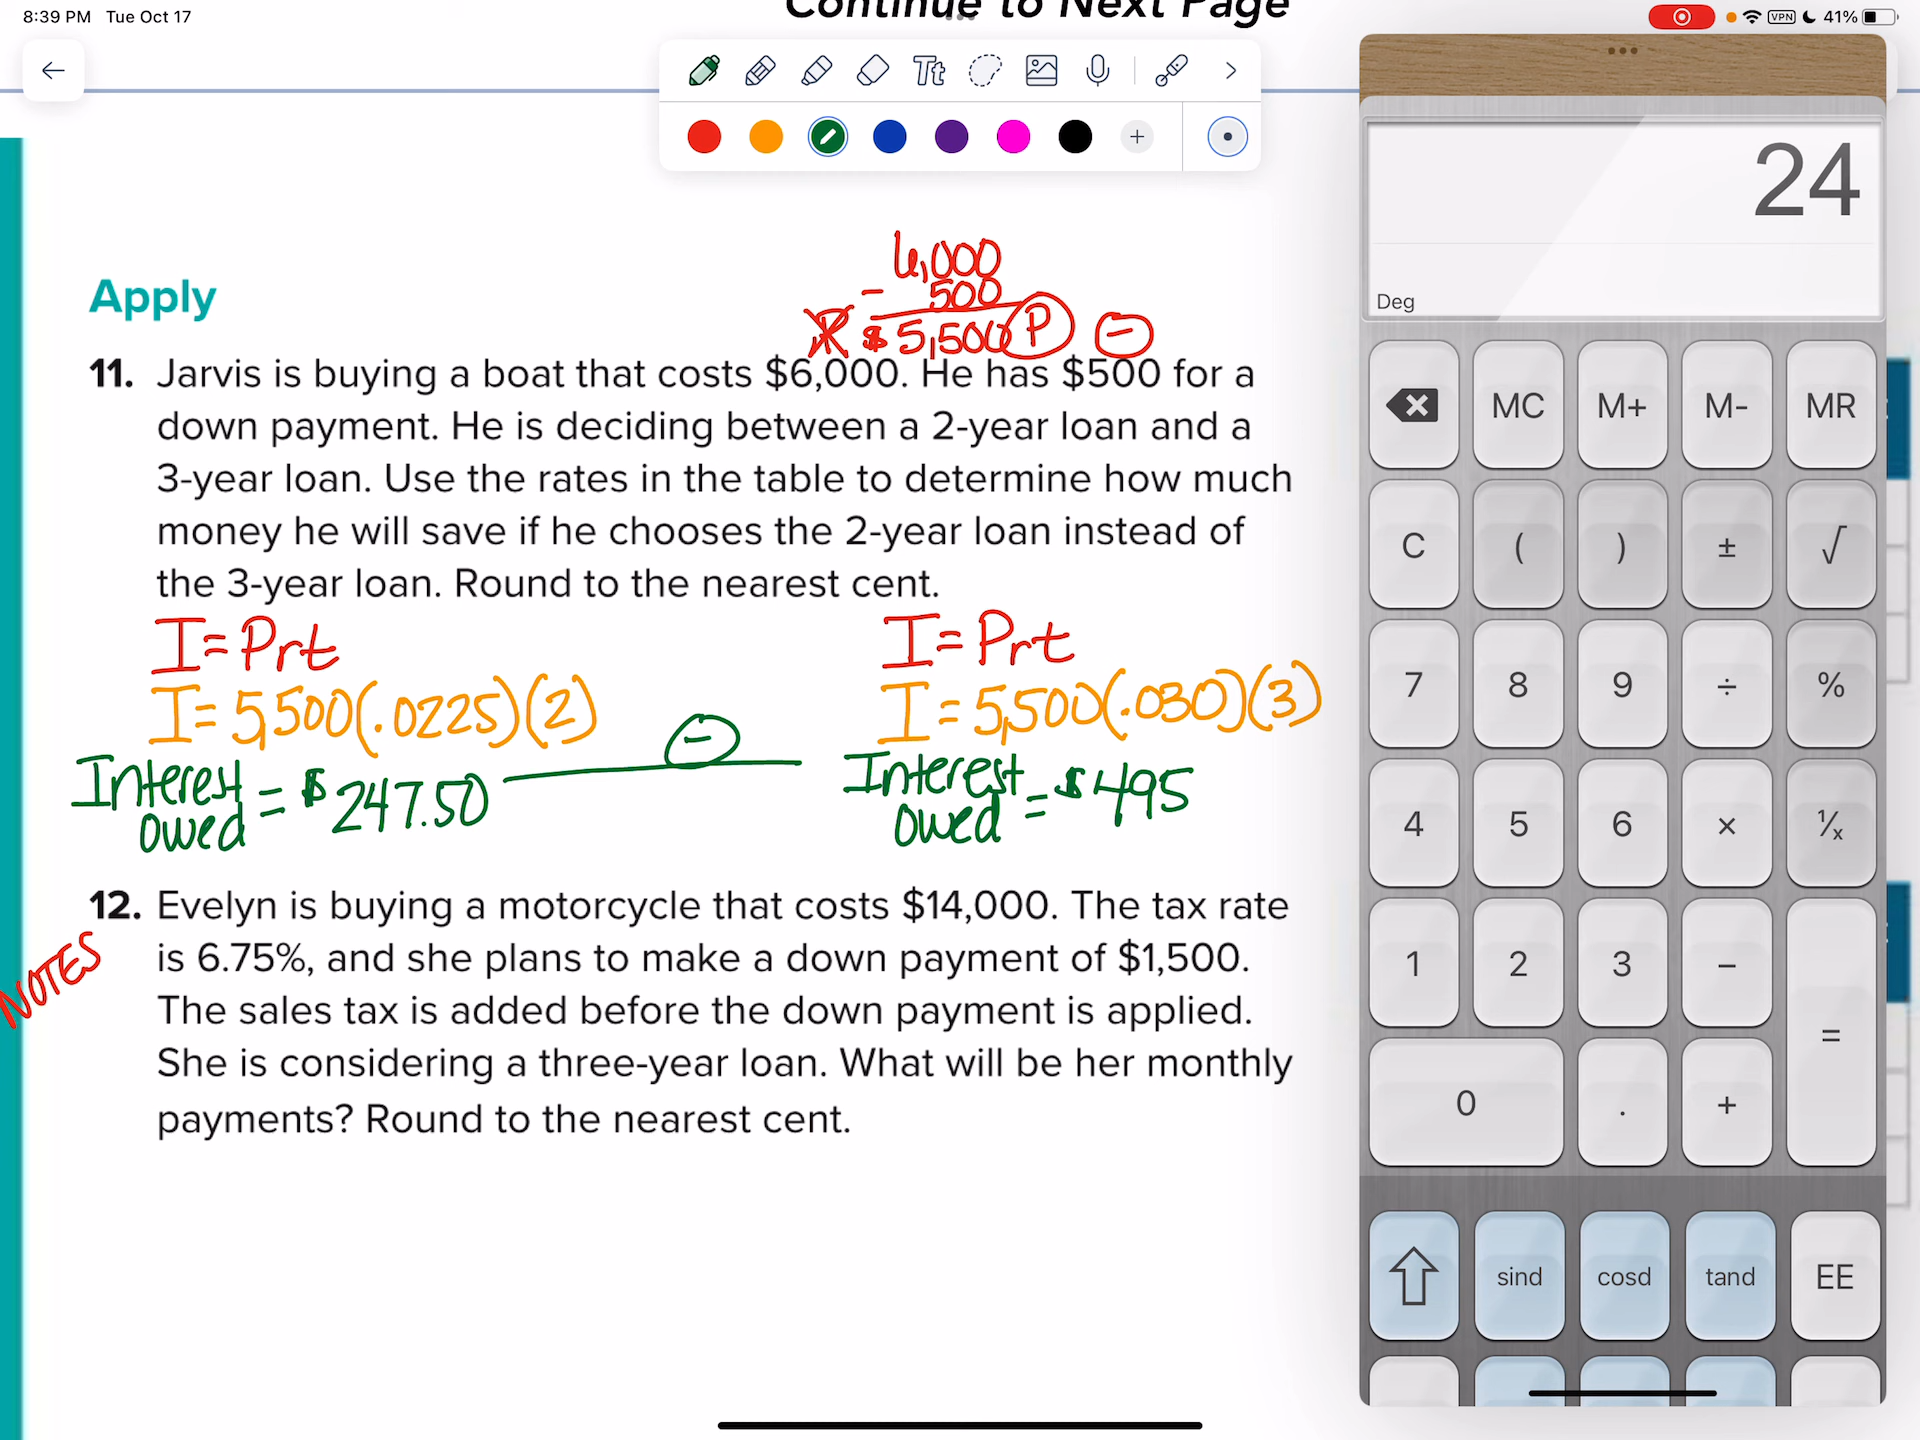 8:39 PM Tue Oct 17
Continue to Next Page
VPN 41%
Tt
Apply
6,000
- 500
$5,500 P -
11. Jarvis is buying a boat that costs $6,000. He has $500 for a
down payment. He is deciding between a 2-year loan and a
3-year loan. Use the rates in the table to determine how much
money he will save if he chooses the 2-year loan instead of
the 3-year loan. Round to the nearest cent.
I=Prt
I= 5,500(.0225)(2)
-
Interest owed = $247.50
I=Prt
I=5,500(.030)(3)
Interest owed = $495
NOTES
12. Evelyn is buying a motorcycle that costs $14,000. The tax rate
is 6.75%, and she plans to make a down payment of $1,500.
The sales tax is added before the down payment is applied.
She is considering a three-year loan. What will be her monthly
payments? Round to the nearest cent.
24
Deg
MC M+ M- MR
C ( ) ± √
7 8 9 ÷ %
4 5 6 × 1/x
1 2 3 −
0 . + =
sind cosd tand EE